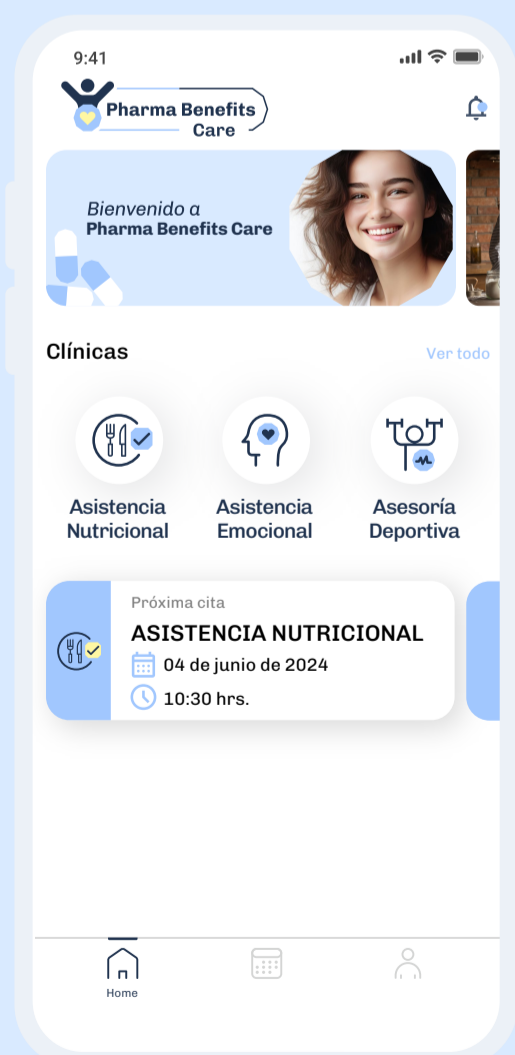 9:41
Pharma Benefits
Care
Bienvenido a
Pharma Benefits Care
Clínicas
Ver todo
Asistencia
Nutricional
Asistencia
Emocional
Asesoría
Deportiva
Próxima cita
ASISTENCIA NUTRICIONAL
04 de junio de 2024
10:30 hrs.
Home